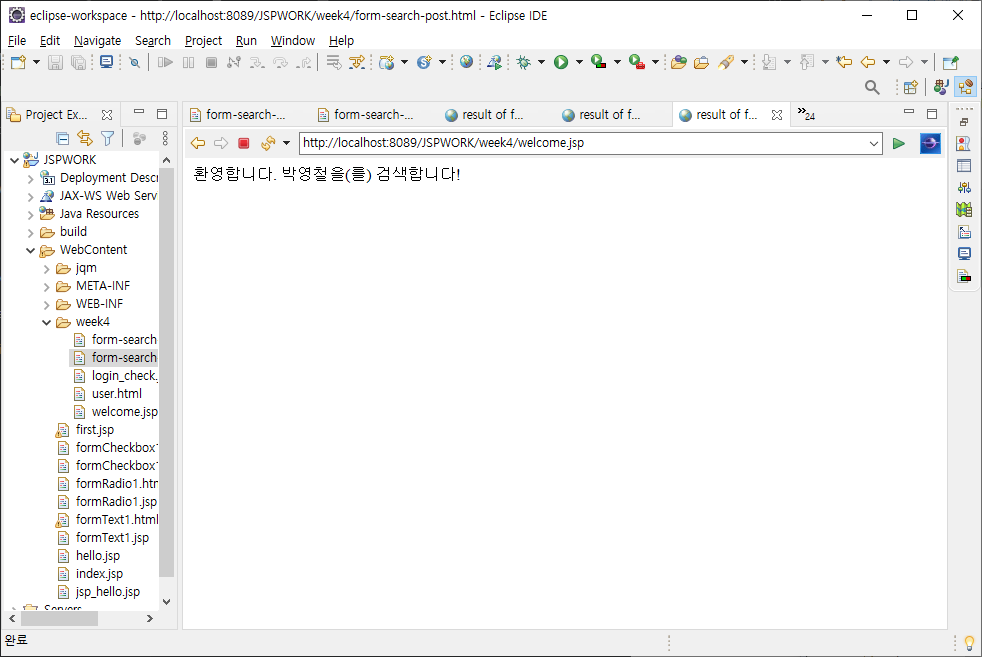 eclipse-workspace - http://localhost:8089/JSPWORK/week4/form-search-post.html - Eclipse IDE
File Edit Navigate Search Project Run Window Help
Project Ex...
form-search-...
form-search-...
result of f...
result of f...
result of f...
»24
http://localhost:8089/JSPWORK/week4/welcome.jsp
환영합니다. 박영철을(를) 검색합니다!
JSPWORK
Deployment Descr
JAX-WS Web Serv
Java Resources
build
WebContent
jqm
META-INF
WEB-INF
week4
form-search
form-search
login_check.
user.html
welcome.jsp
first.jsp
formCheckbox1
formCheckbox1
formRadio1.htm
formRadio1.jsp
formText1.html
formText1.jsp
hello.jsp
index.jsp
jsp_hello.jsp
Servers
완료